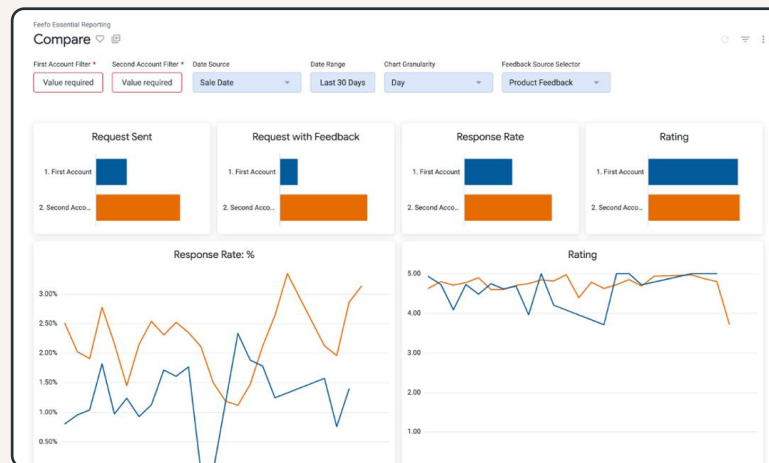 Feefo Essential Reporting
Compare
First Account Filter * Second Account Filter * Date Source Date Range Chart Granularity Feedback Source Selector
Value required Value required Sale Date Last 30 Days Day Product Feedback
Request Sent Request with Feedback Response Rate Rating
1. First Account 1. First Account 1. First Account 1. First Account
2. Second Acco... 2. Second Acco... 2. Second Acco... 2. Second Acco...
Response Rate: % Rating
5.00
3.00%
4.00
2.50%
2.00% 3.00
1.50%
2.00
1.00%
1.00
0.50%